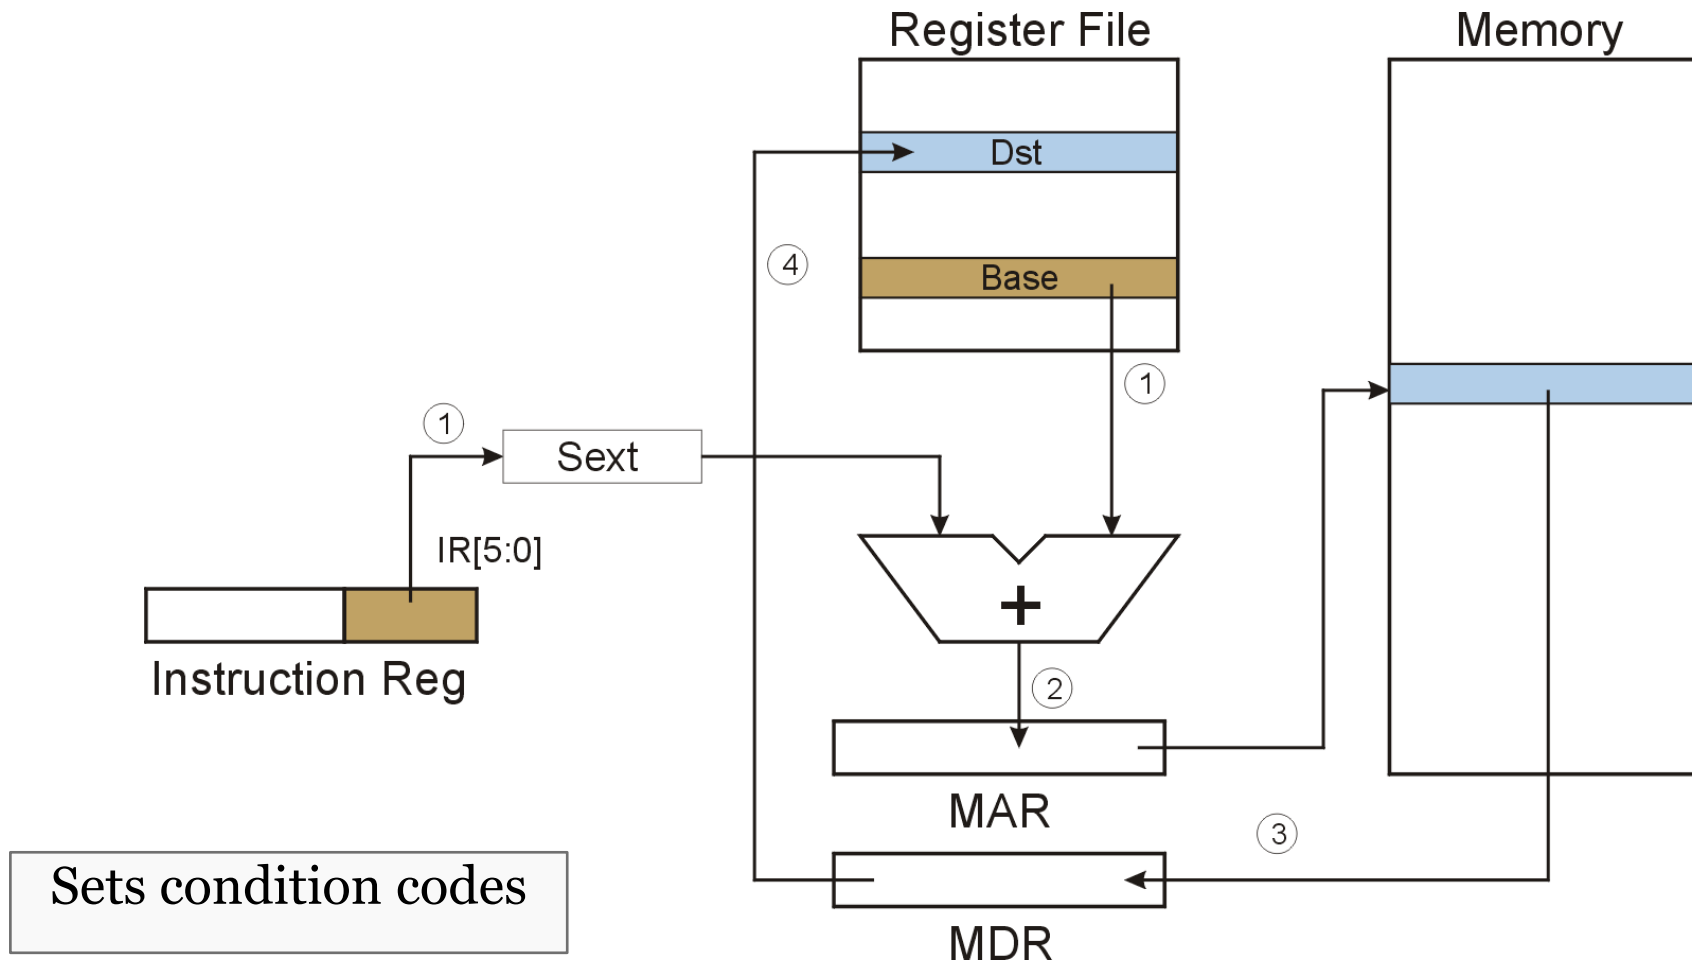 Register File
Memory
Dst
4
Base
1
1
Sext
IR[5:0]
+
Instruction Reg
2
MAR
3
Sets condition codes
MDR